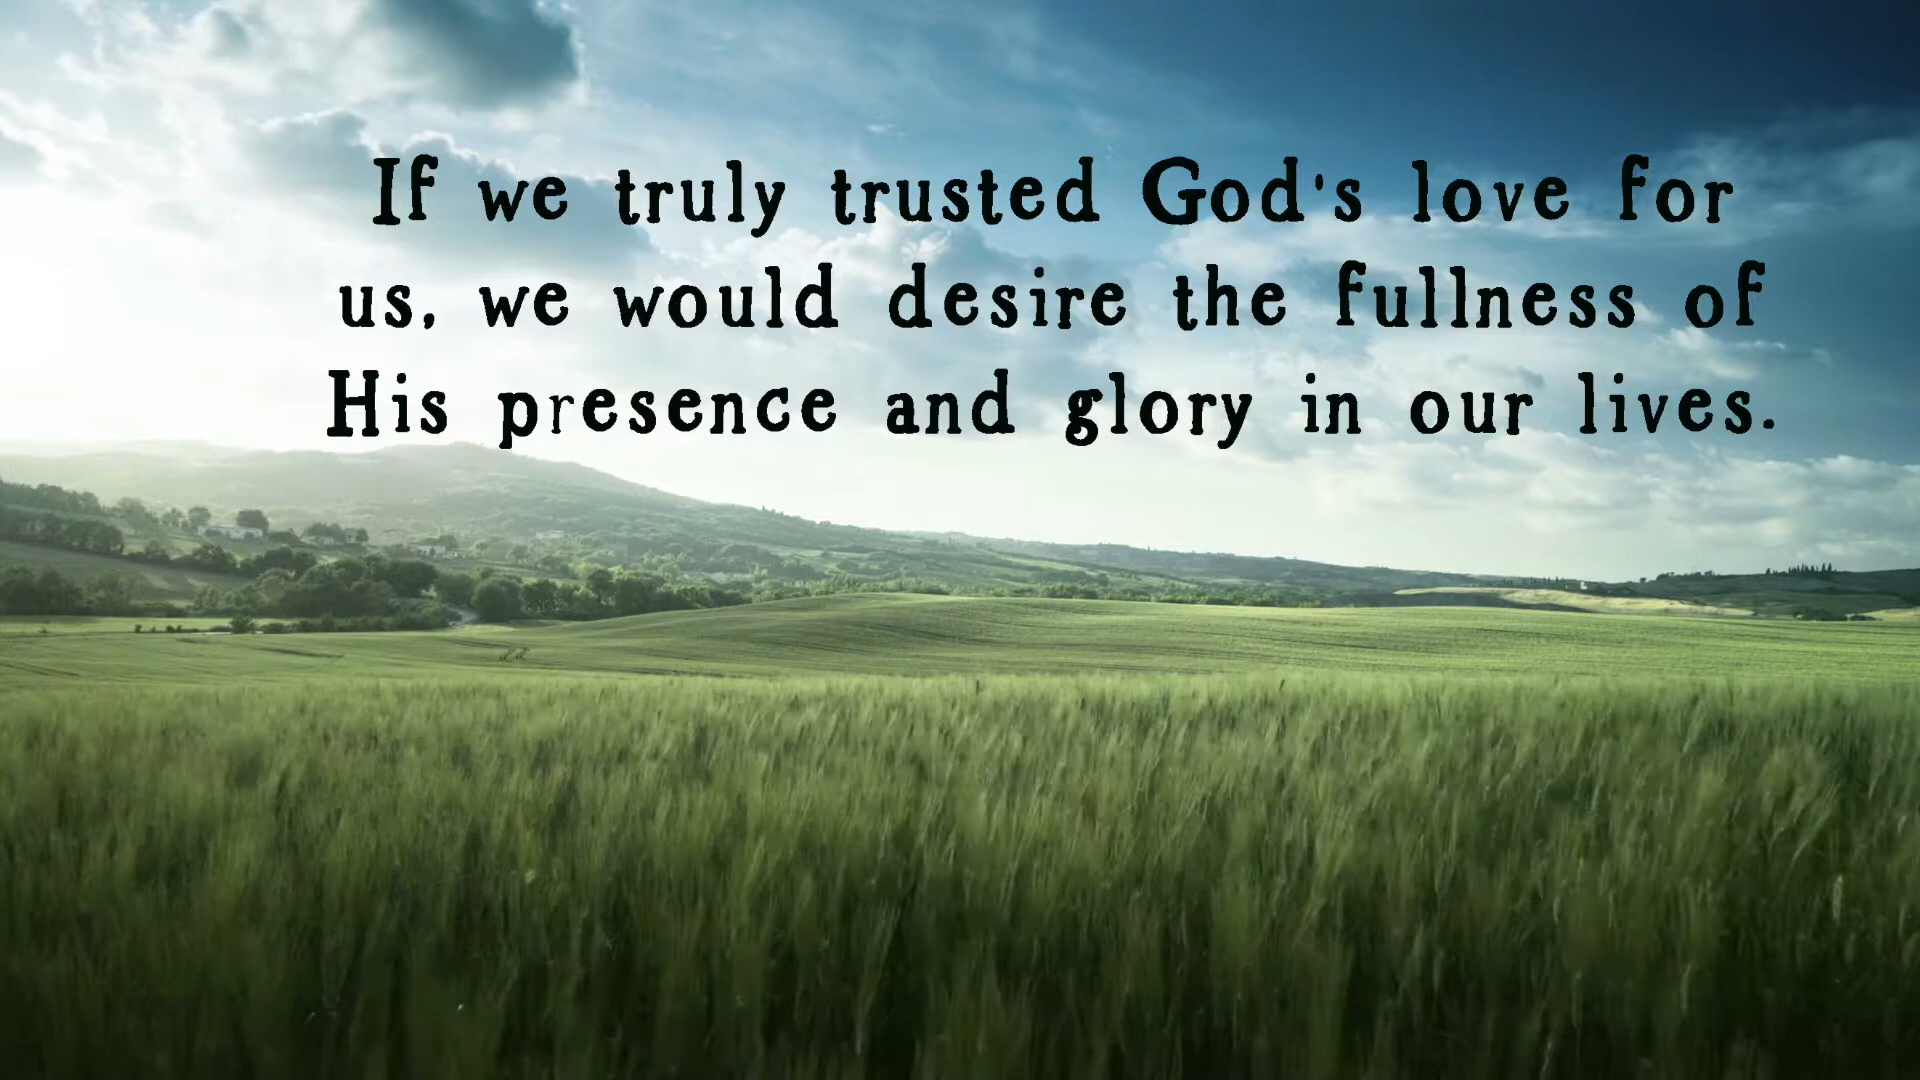 If we truly trusted God's love for
us, we would desire the fullness of
His presence and glory in our lives.